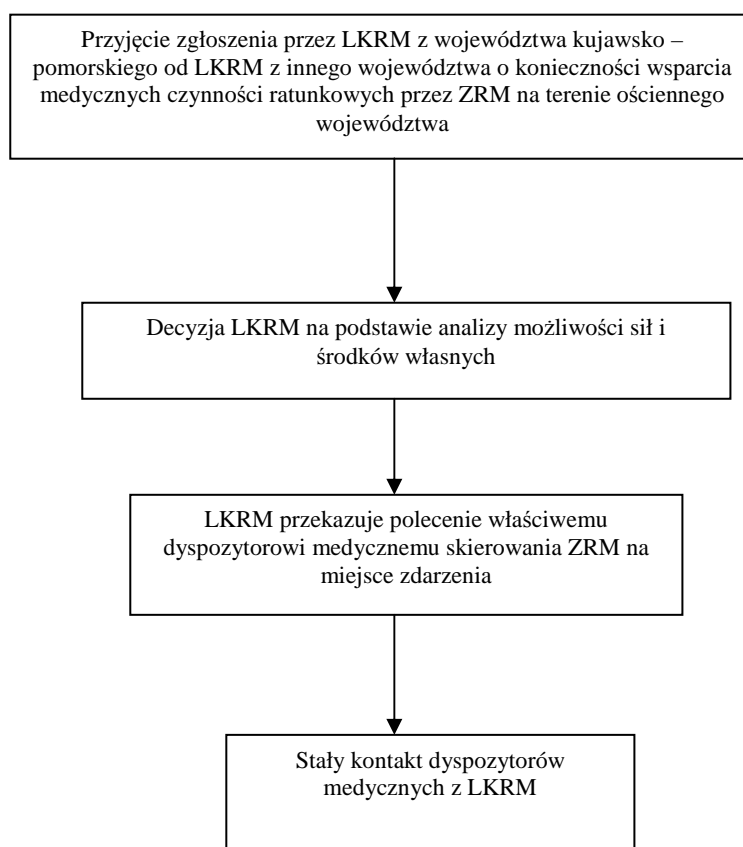 Przyjęcie zgłoszenia przez LKRM z województwa kujawsko –
pomorskiego od LKRM z innego województwa o konieczności wsparcia
medycznych czynności ratunkowych przez ZRM na terenie ościennego
województwa
Decyzja LKRM na podstawie analizy możliwości sił i
środków własnych
LKRM przekazuje polecenie właściwemu
dyspozytorowi medycznemu skierowania ZRM na
miejsce zdarzenia
Stały kontakt dyspozytorów
medycznych z LKRM